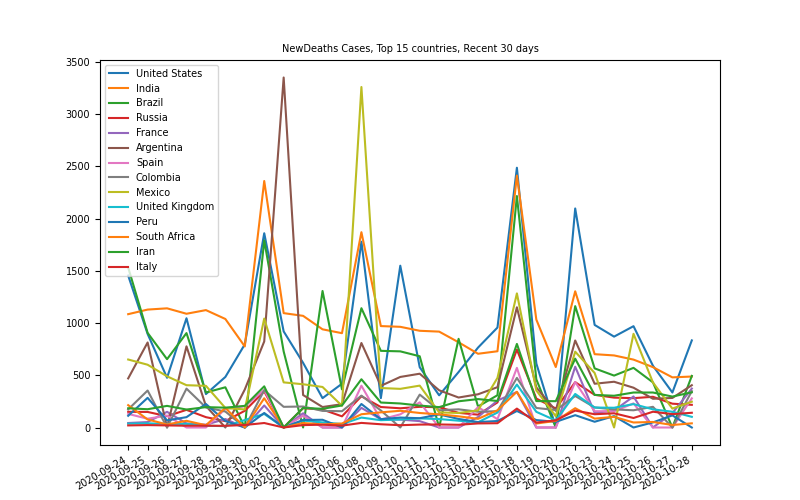 NewDeaths Cases, Top 15 countries, Recent 30 days
3500
3000
2500
2000
1500
1000
500
0
United States
India
Brazil
Russia
France
Argentina
Spain
Colombia
Mexico
United Kingdom
Peru
South Africa
Iran
Italy
2020-09-24
2020-09-25
2020-09-26
2020-09-27
2020-09-28
2020-09-29
2020-09-30
2020-10-02
2020-10-03
2020-10-04
2020-10-05
2020-10-06
2020-10-08
2020-10-09
2020-10-10
2020-10-11
2020-10-12
2020-10-13
2020-10-14
2020-10-15
2020-10-18
2020-10-19
2020-10-20
2020-10-22
2020-10-23
2020-10-24
2020-10-25
2020-10-26
2020-10-27
2020-10-28